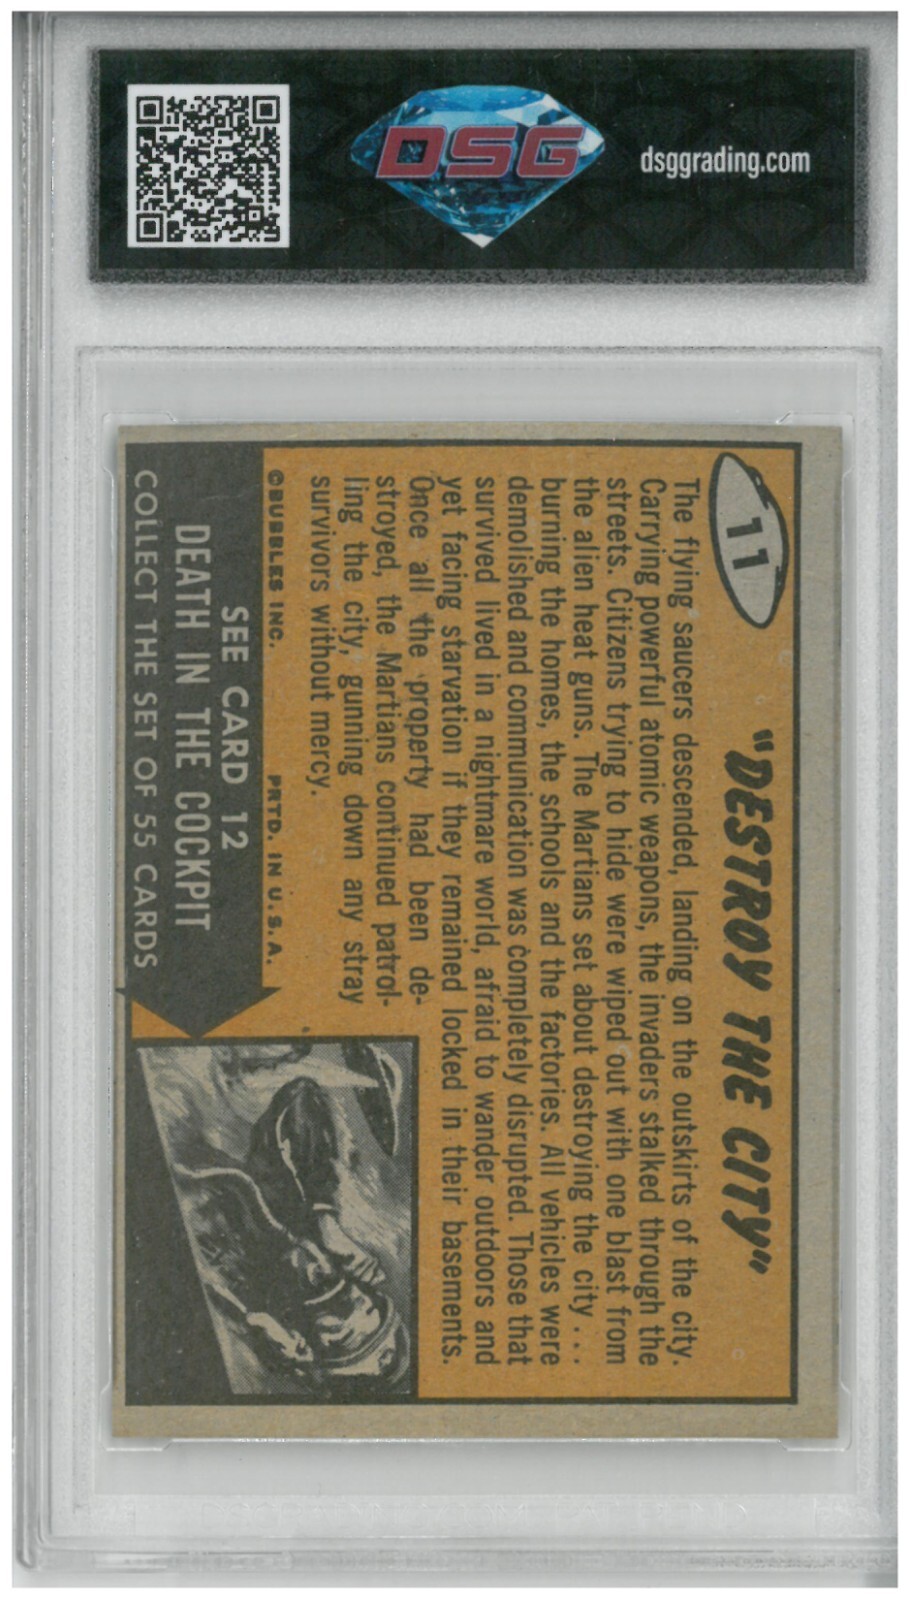 DSG
dsggrading.com
11
"DESTROY THE CITY"
The flying saucers descended, landing on the outskirts of the city.
Carrying powerful atomic weapons, the invaders stalked through the
streets. Citizens trying to hide were wiped out with one blast from
the alien heat guns. The Martians set about destroying the city . . .
burning the homes, the schools and the factories. All vehicles were
demolished and communication was completely disrupted. Those that
survived lived in a nightmare world, afraid to wander outdoors and
yet facing starvation if they remained locked in their basements.
Once all the property had been de-
stroyed, the Martians continued patrol-
ling the city, gunning down any stray
survivors without mercy.
©BUBBLES INC. PRTD. IN U.S.A.
SEE CARD 12
DEATH IN THE COCKPIT
COLLECT THE SET OF 55 CARDS